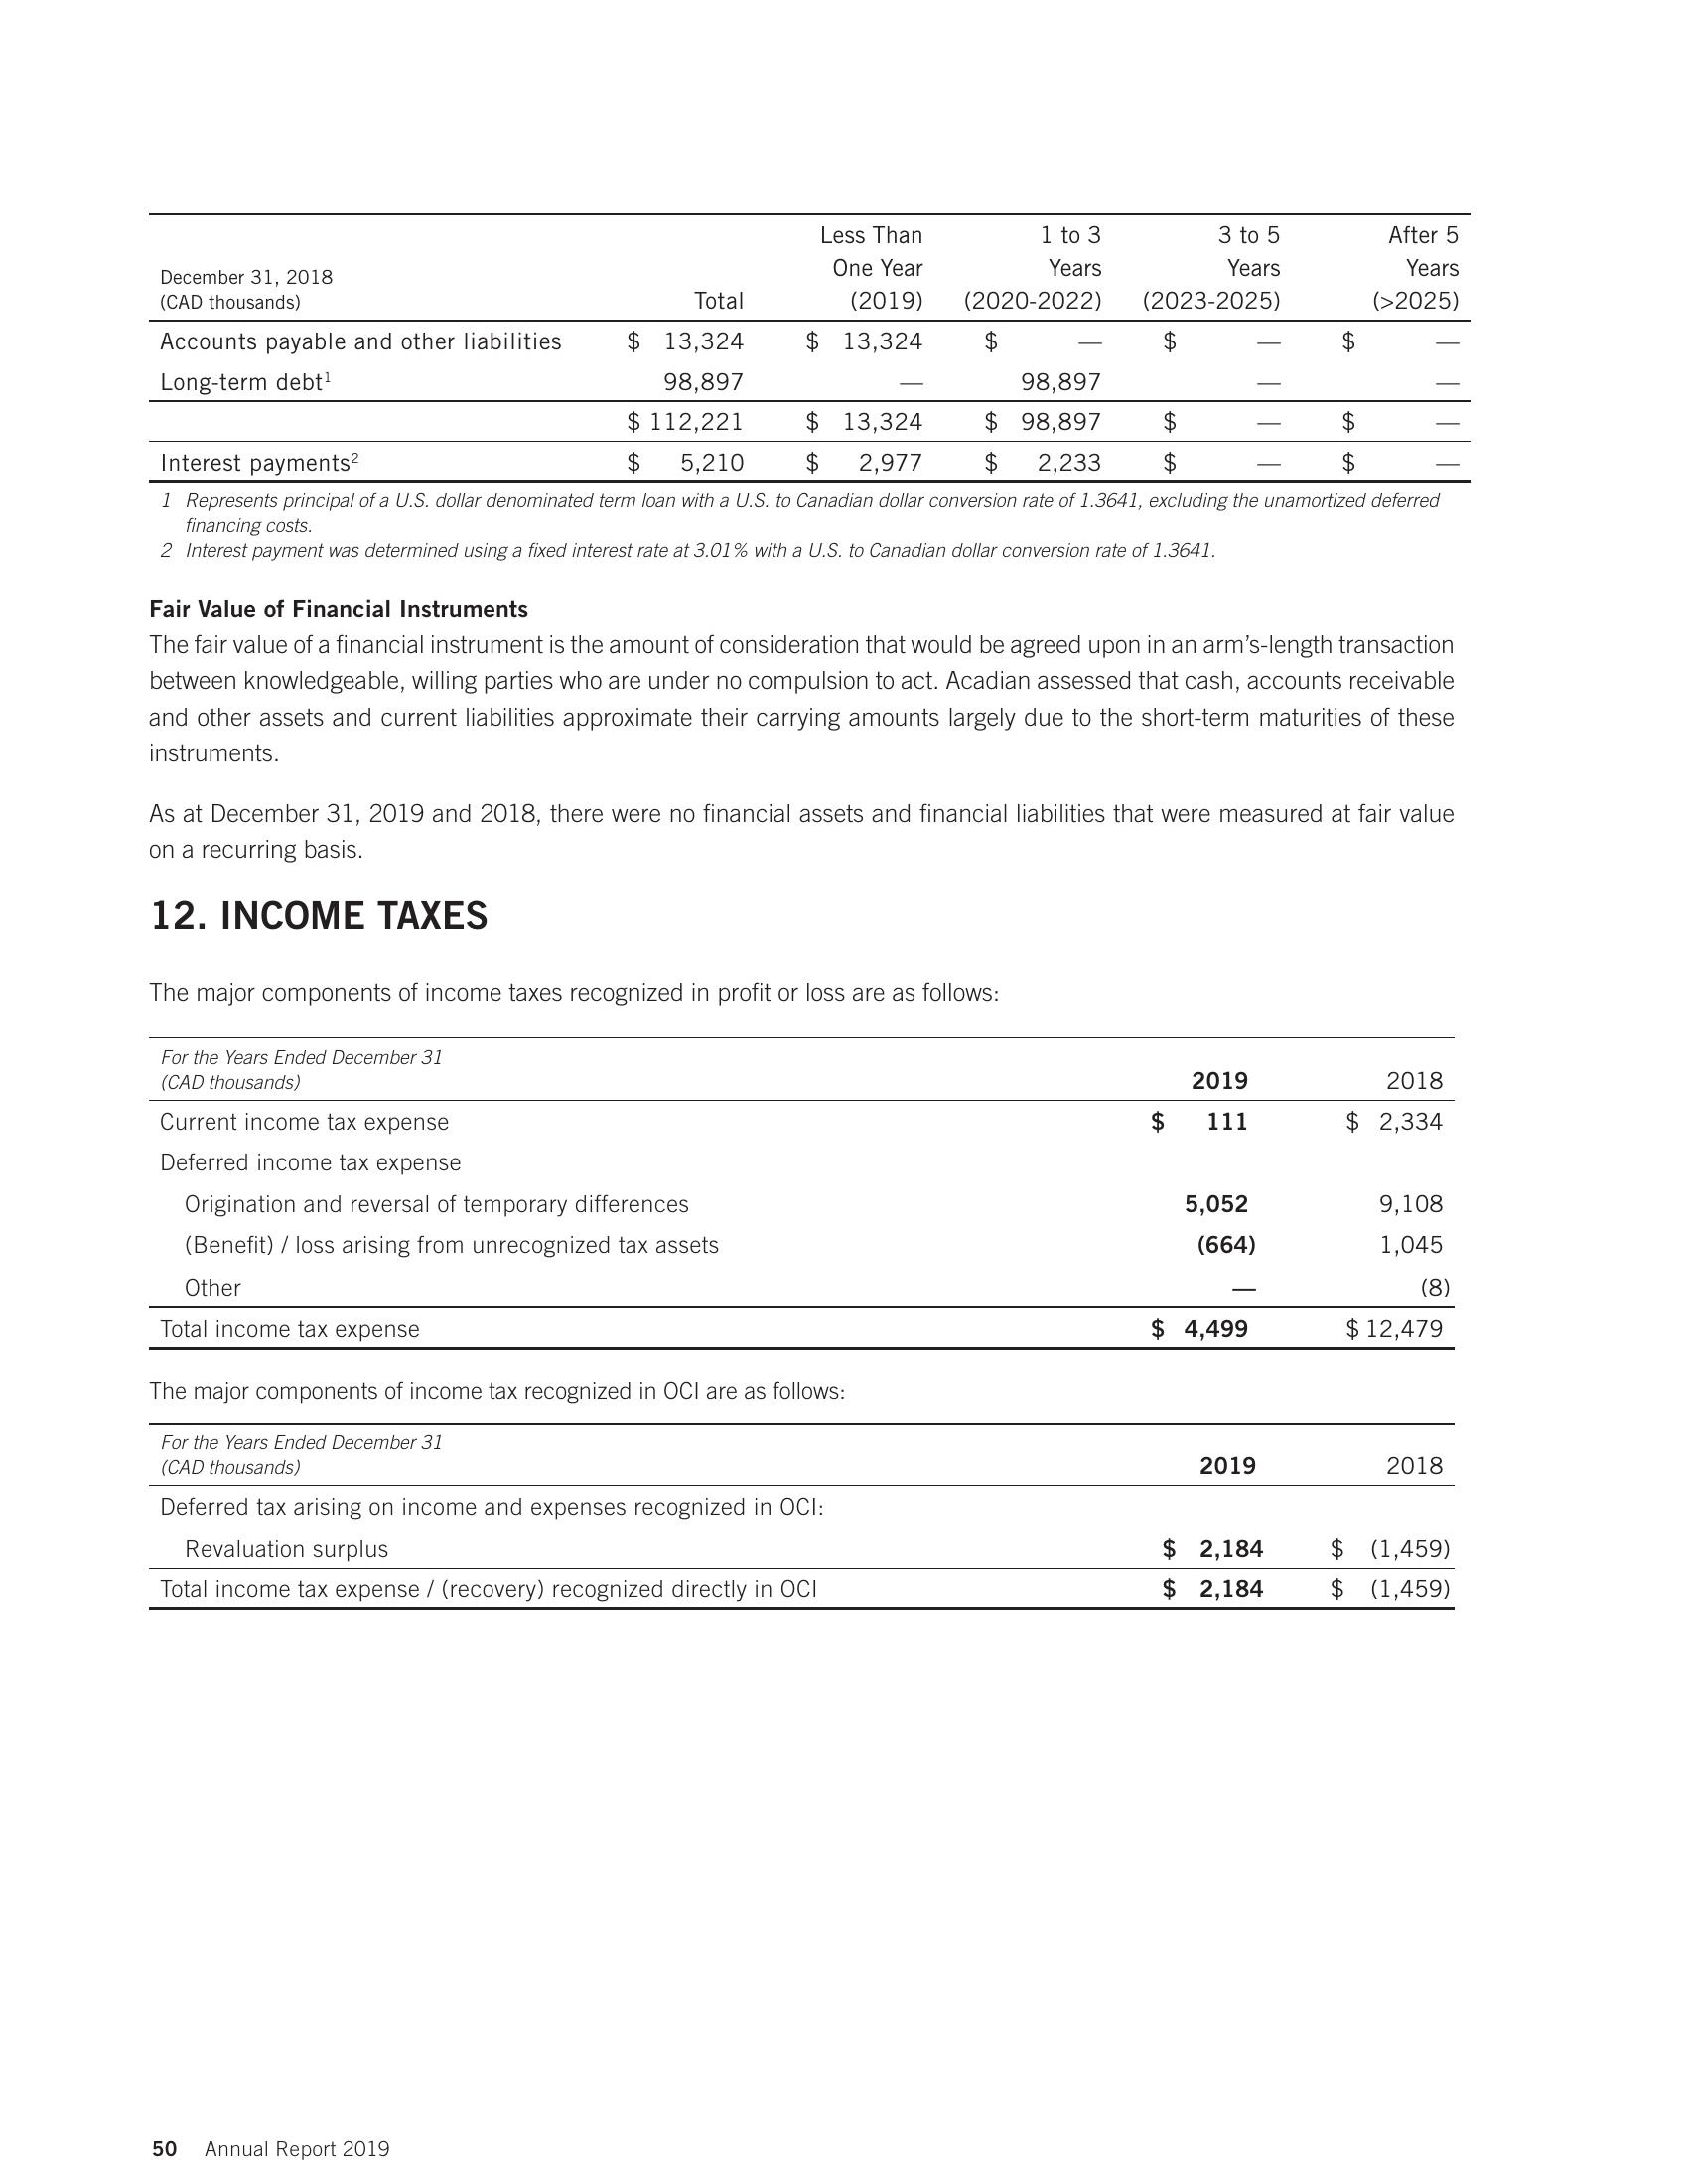 December 31, 2018
(CAD thousands) Total Less Than One Year (2019) 1 to 3 Years (2020-2022) 3 to 5 Years (2023-2025) After 5 Years (>2025)
Accounts payable and other liabilities $ 13,324 $ 13,324 $ — $ — $ —
Long-term debt1 98,897 — 98,897 — —
$ 112,221 $ 13,324 $ 98,897 $ — $ —
Interest payments2 $ 5,210 $ 2,977 $ 2,233 $ — $ —
1 Represents principal of a U.S. dollar denominated term loan with a U.S. to Canadian dollar conversion rate of 1.3641, excluding the unamortized deferred
financing costs.
2 Interest payment was determined using a fixed interest rate at 3.01% with a U.S. to Canadian dollar conversion rate of 1.3641.
Fair Value of Financial Instruments
The fair value of a financial instrument is the amount of consideration that would be agreed upon in an arm’s-length transaction
between knowledgeable, willing parties who are under no compulsion to act. Acadian assessed that cash, accounts receivable
and other assets and current liabilities approximate their carrying amounts largely due to the short-term maturities of these
instruments.
As at December 31, 2019 and 2018, there were no financial assets and financial liabilities that were measured at fair value
on a recurring basis.
12. INCOME TAXES
The major components of income taxes recognized in profit or loss are as follows:
For the Years Ended December 31
(CAD thousands) 2019 2018
Current income tax expense $ 111 $ 2,334
Deferred income tax expense
Origination and reversal of temporary differences 5,052 9,108
(Benefit) / loss arising from unrecognized tax assets (664) 1,045
Other — (8)
Total income tax expense $ 4,499 $ 12,479
The major components of income tax recognized in OCI are as follows:
For the Years Ended December 31
(CAD thousands) 2019 2018
Deferred tax arising on income and expenses recognized in OCI:
Revaluation surplus $ 2,184 $ (1,459)
Total income tax expense / (recovery) recognized directly in OCI $ 2,184 $ (1,459)
50 Annual Report 2019